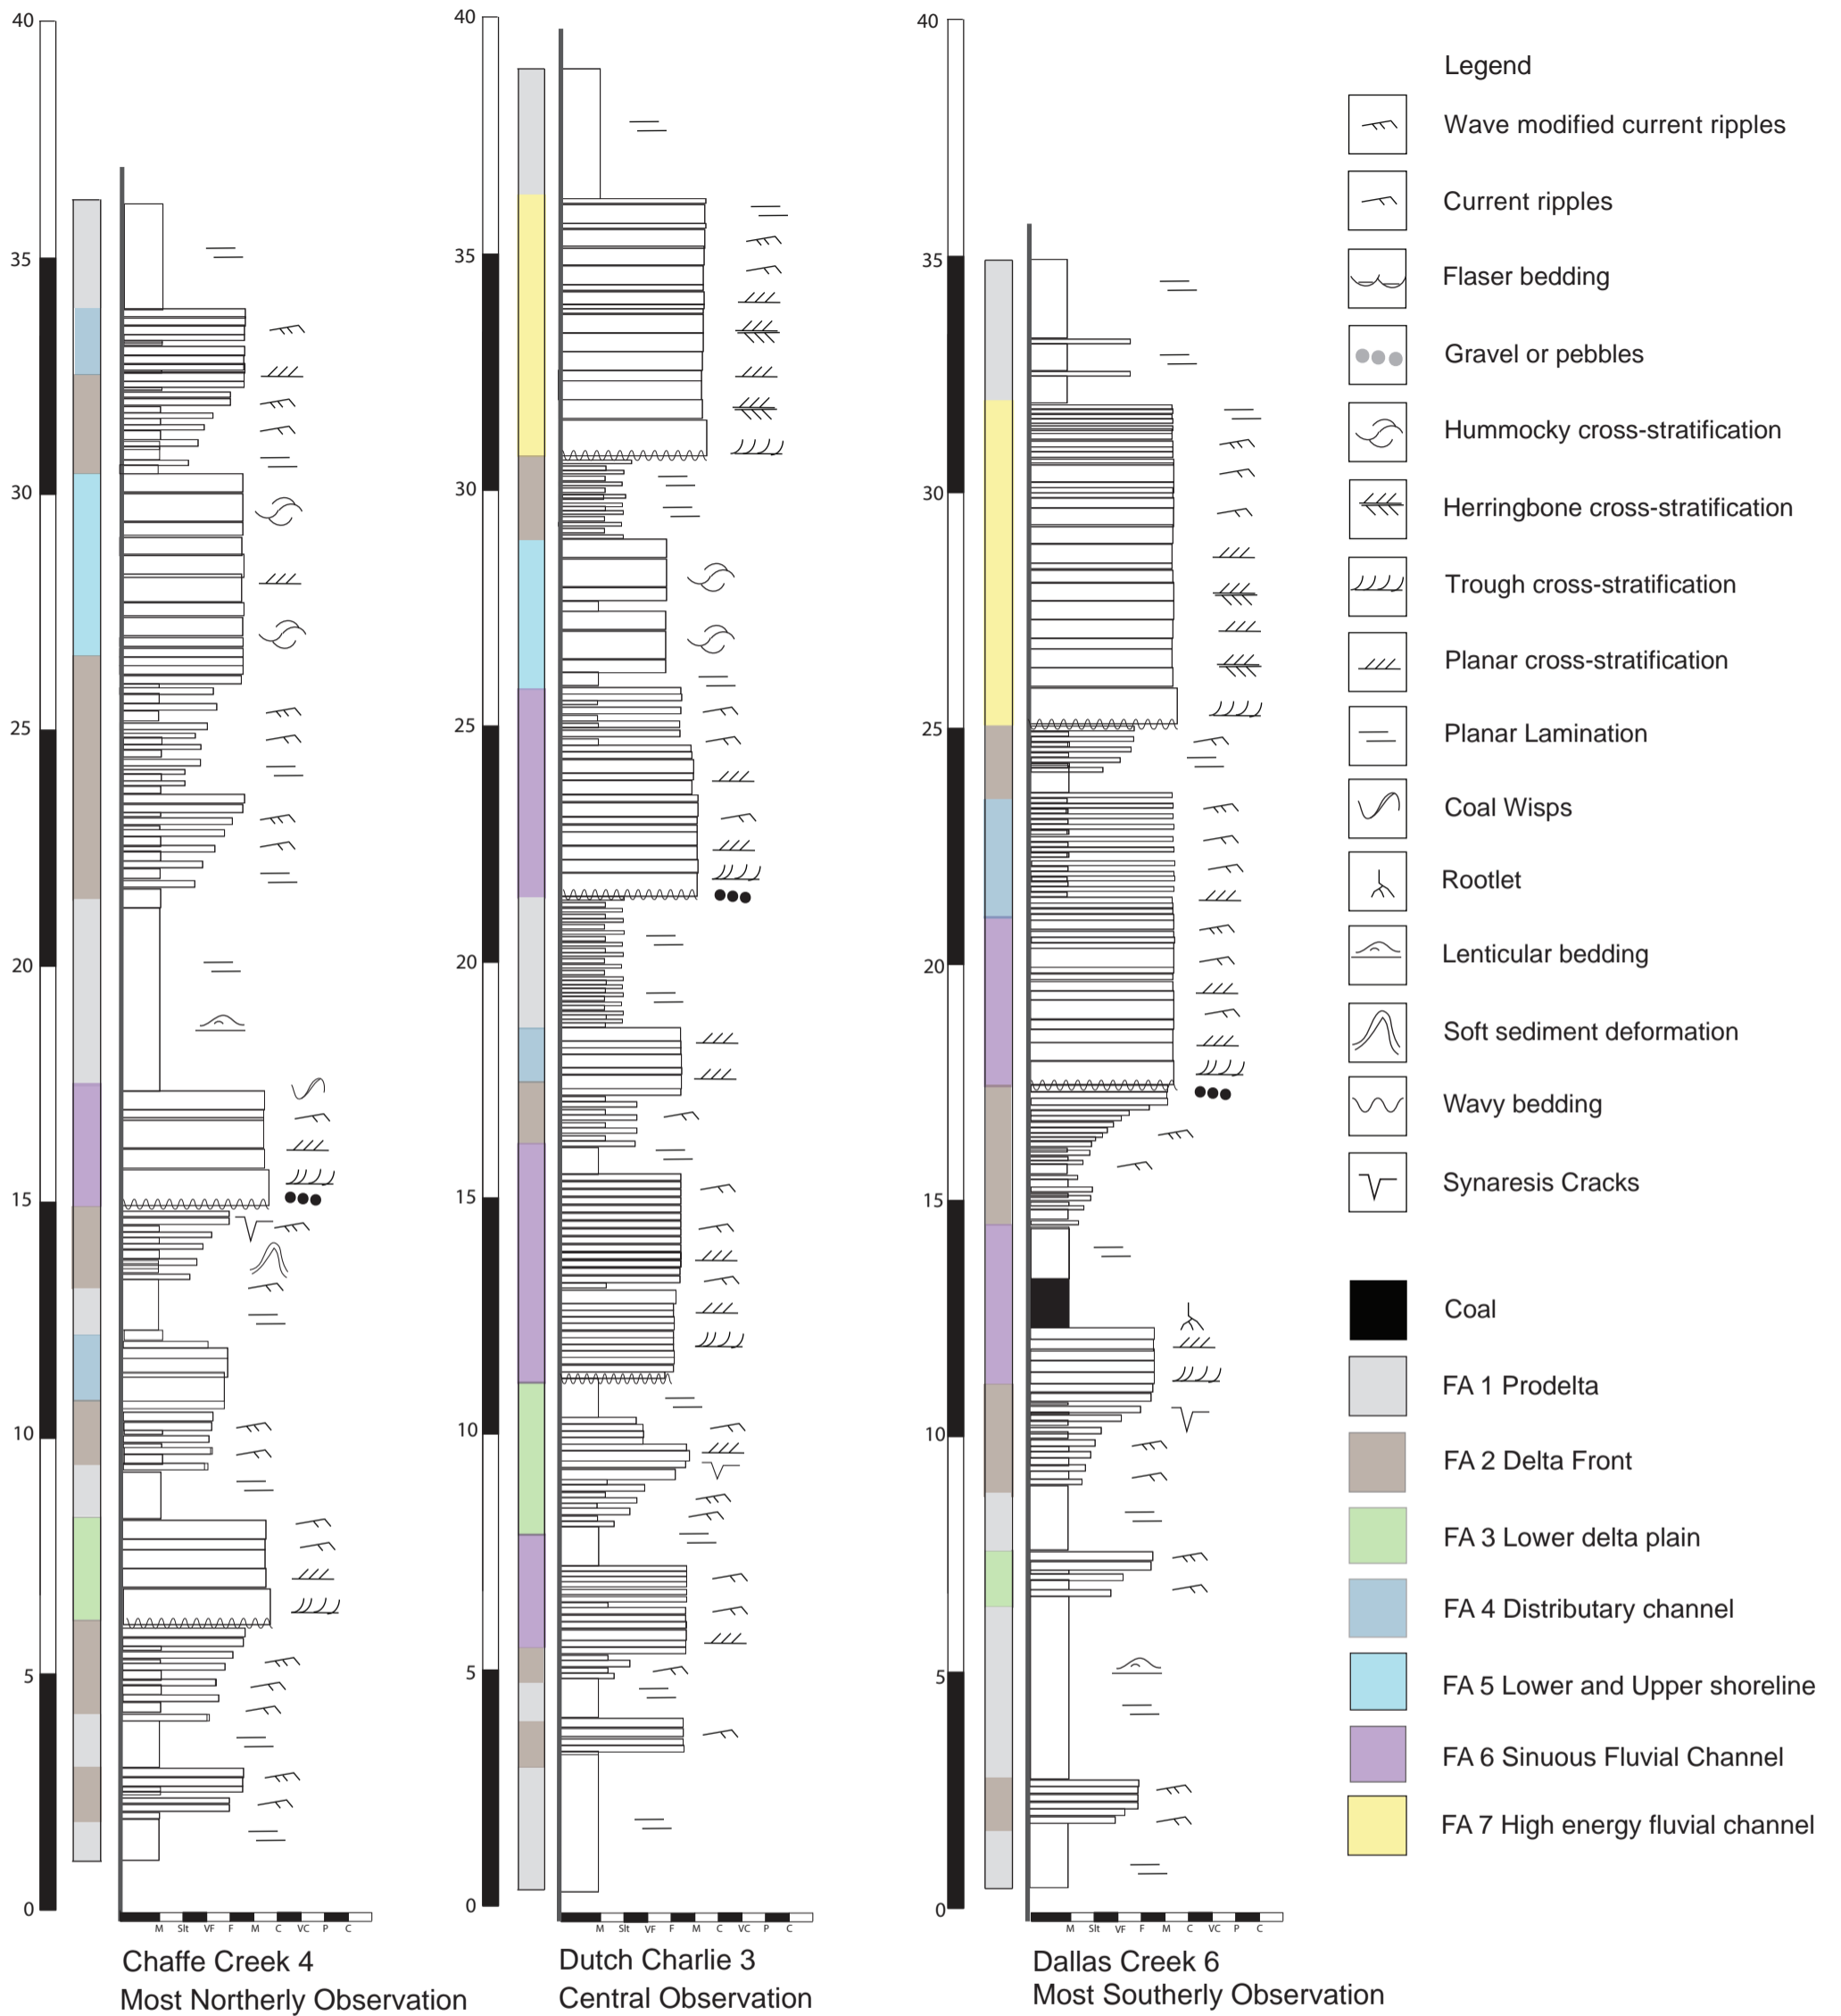 40
35
30
25
20
15
10
5
0
M Slt VF F M C VC P C
Chaffe Creek 4
Most Northerly Observation
40
35
30
25
20
15
10
5
0
M Slt VF F M C VC P C
Dutch Charlie 3
Central Observation
40
35
30
25
20
15
10
5
0
M Slt VF F M C VC P C
Dallas Creek 6
Most Southerly Observation
Legend
Wave modified current ripples
Current ripples
Flaser bedding
Gravel or pebbles
Hummocky cross-stratification
Herringbone cross-stratification
Trough cross-stratification
Planar cross-stratification
Planar Lamination
Coal Wisps
Rootlet
Lenticular bedding
Soft sediment deformation
Wavy bedding
Synaresis Cracks
Coal
FA 1 Prodelta
FA 2 Delta Front
FA 3 Lower delta plain
FA 4 Distributary channel
FA 5 Lower and Upper shoreline
FA 6 Sinuous Fluvial Channel
FA 7 High energy fluvial channel